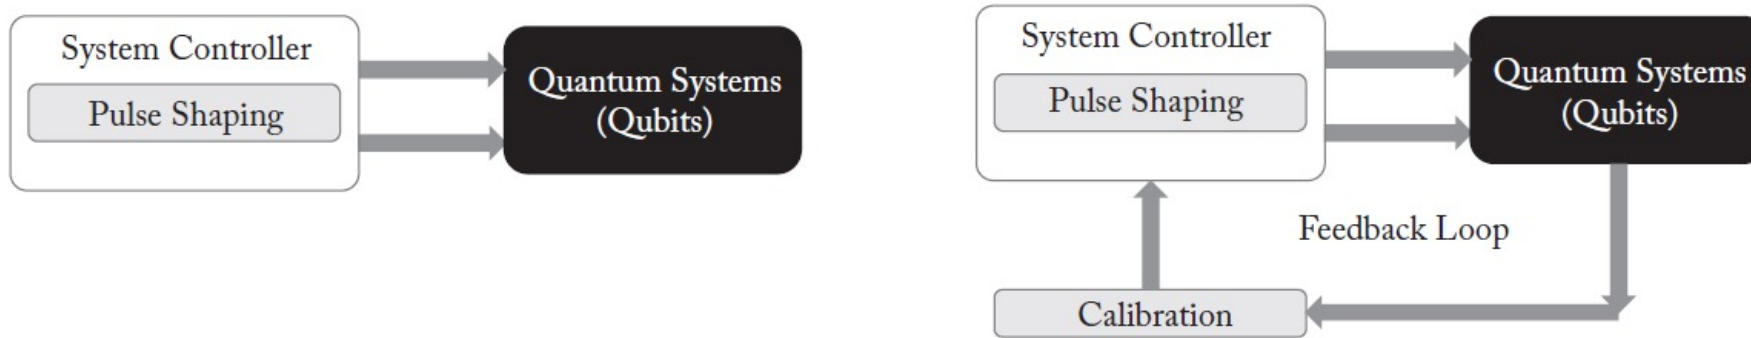 System Controller
Pulse Shaping
Quantum Systems
(Qubits)
System Controller
Pulse Shaping
Quantum Systems
(Qubits)
Feedback Loop
Calibration